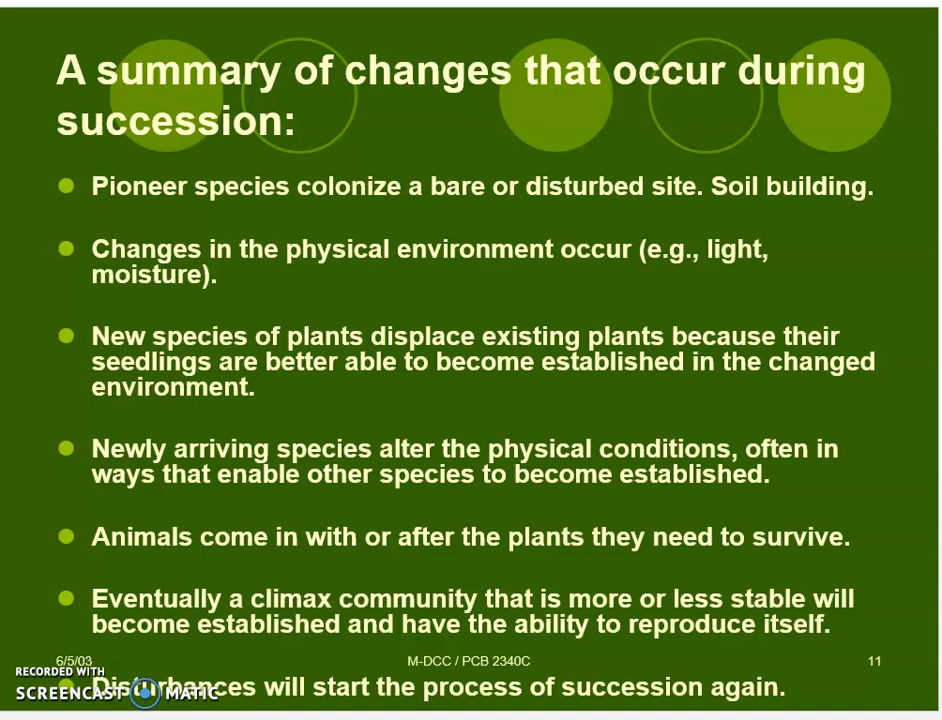 A summary of changes that occur during
succession:
Pioneer species colonize a bare or disturbed site. Soil building.
Changes in the physical environment occur (e.g., light,
moisture).
New species of plants displace existing plants because their
seedlings are better able to become established in the changed
environment.
Newly arriving species alter the physical conditions, often in
ways that enable other species to become established.
Animals come in with or after the plants they need to survive.
Eventually a climax community that is more or less stable will
become established and have the ability to reproduce itself.
6/5/03 M-DCC / PCB 2340C 11
RECORDED WITH
Disturbances will start the process of succession again.
SCREENCAST MATIC